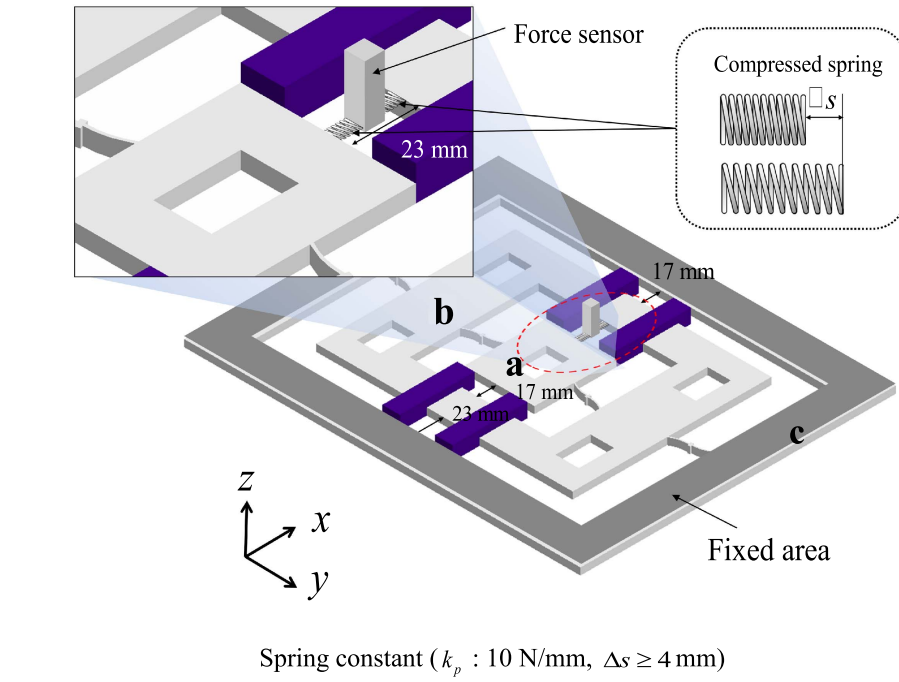 Force sensor
Compressed spring
□ s
23 mm
17 mm
b
a
17 mm
23 mm
c
z
x
y
Fixed area
Spring constant (kₚ : 10 N/mm, Δs ≥ 4 mm)